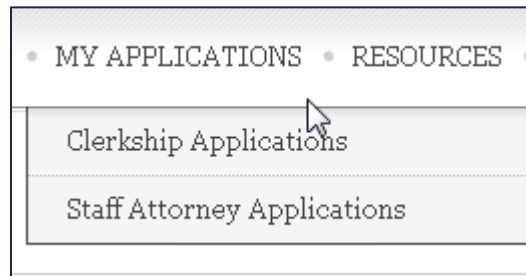 MY APPLICATIONS RESOURCES
Clerkship Applications
Staff Attorney Applications